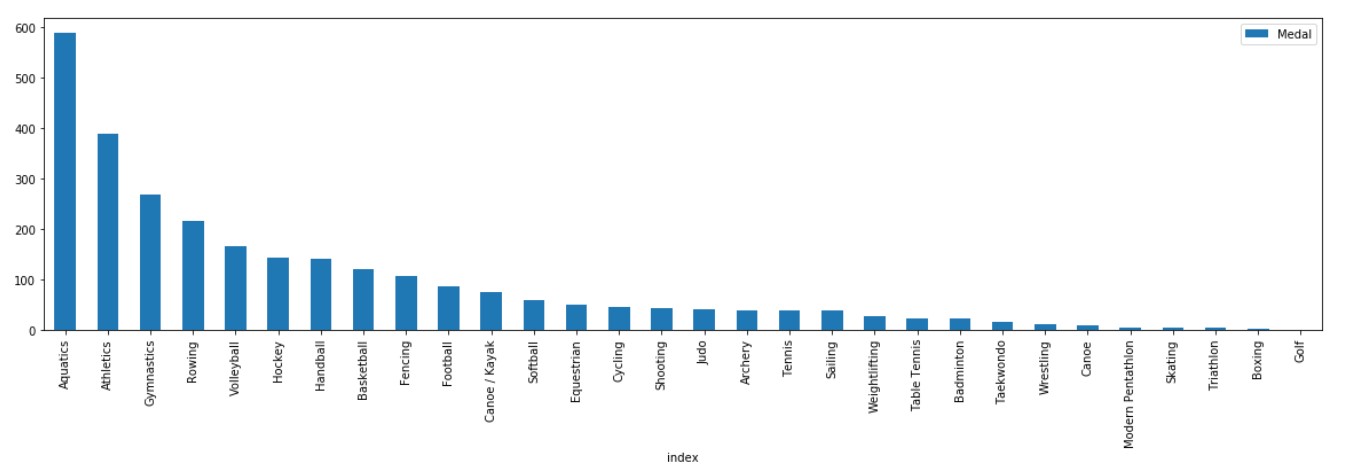 600
500
400
300
200
100
0
Medal
Aquatics
Athletics
Gymnastics
Rowing
Volleyball
Hockey
Handball
Basketball
Fencing
Football
Canoe / Kayak
Softball
Equestrian
Cycling
Shooting
Judo
Archery
Tennis
Sailing
Weightlifting
Table Tennis
Badminton
Taekwondo
Wrestling
Canoe
Modern Pentathlon
Skating
Triathlon
Boxing
Golf
index